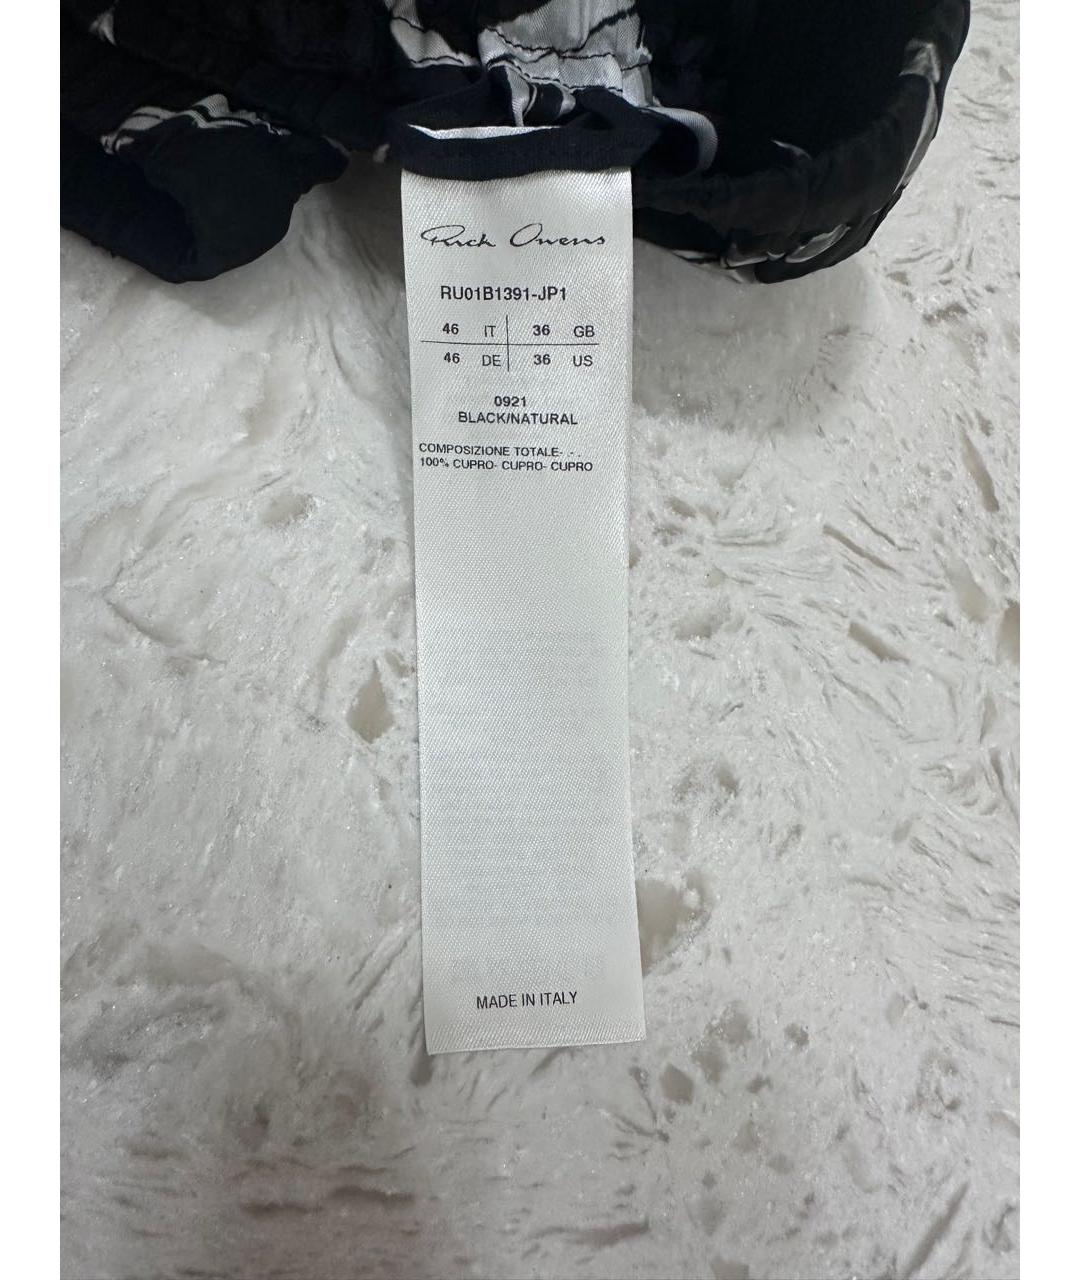 Rick Owens
RU01B1391-JP1
46 IT 36 GB
46 DE 36 US
0921
BLACK/NATURAL
COMPOSIZIONE TOTALE- - .
100% CUPRO- CUPRO- CUPRO
MADE IN ITALY